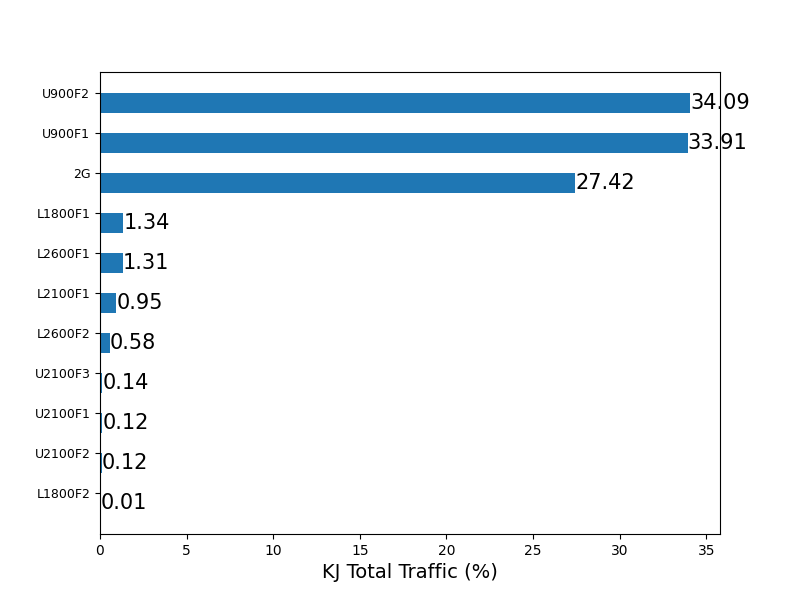 U900F2 34.09
U900F1 33.91
2G 27.42
L1800F1 1.34
L2600F1 1.31
L2100F1 0.95
L2600F2 0.58
U2100F3 0.14
U2100F1 0.12
U2100F2 0.12
L1800F2 0.01
0 5 10 15 20 25 30 35
KJ Total Traffic (%)